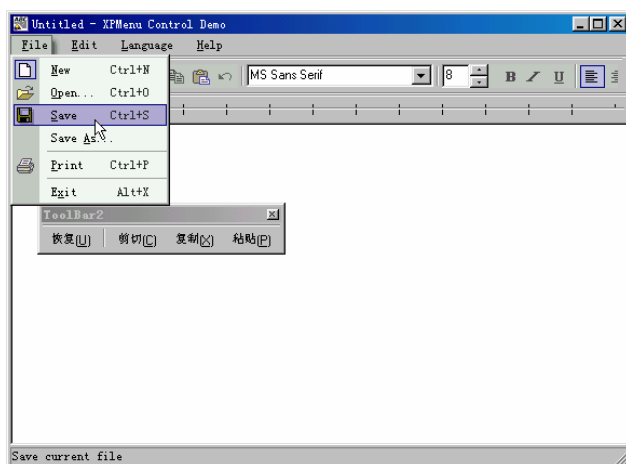 Untitled - XPMenu Control Demo
File Edit Language Help
MS Sans Serif 8 B I U
New Ctrl+N
Open... Ctrl+O
Save Ctrl+S
Save As...
Print Ctrl+P
Exit Alt+X
ToolBar2
恢复(U) 剪切(C) 复制(X) 粘贴(P)
Save current file